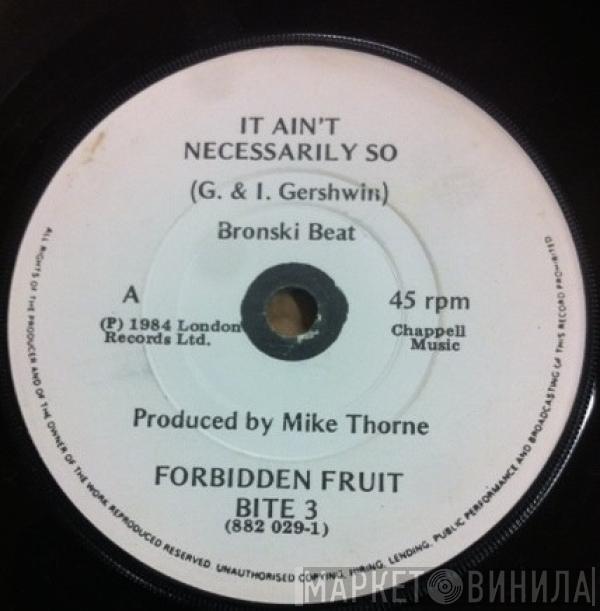 IT AIN'T
NECESSARILY SO
(G. & I. Gershwin)
Bronski Beat
A
45 rpm
(P) 1984 London
Records Ltd.
Chappell
Music
Produced by Mike Thorne
FORBIDDEN FRUIT
BITE 3
(882 029-1)
ALL RIGHTS OF THE PRODUCER AND OF THE OWNER OF THE WORK REPRODUCED RESERVED. UNAUTHORISED COPYING, HIRING, LENDING, PUBLIC PERFORMANCE AND BROADCASTING OF THIS RECORD PROHIBITED
МАРКЕТ ВИНИЛА